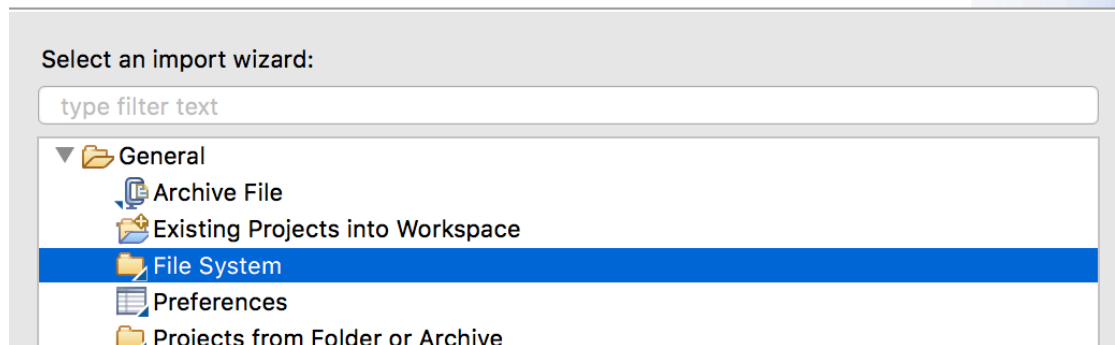 Select an import wizard:
type filter text
General
Archive File
Existing Projects into Workspace
File System
Preferences
Projects from Folder or Archive